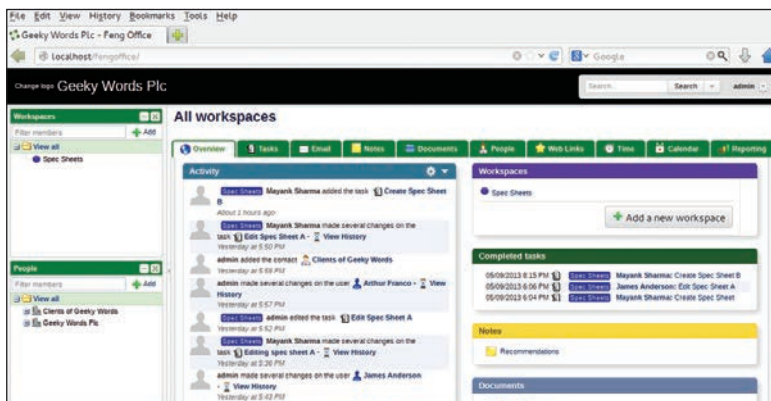 File Edit View History Bookmarks Tools Help
Geeky Words Plc - Feng Office
localhost/fengoffice/
Google
Change logo Geeky Words Plc
Search...
Search
admin
Workspaces
Filter members
Add
View all
Spec Sheets
People
Filter members
Add
View all
Clients of Geeky Words
Geeky Words Plc
All workspaces
Overview Tasks Email Notes Documents People Web Links Time Calendar Reporting
Activity
Spec Sheets Mayank Sharma added the task Create Spec Sheet
B
About 1 hours ago
Spec Sheets Mayank Sharma made several changes on the
task Edit Spec Sheet A - View History
Yesterday at 5:50 PM
admin added the contact Clients of Geeky Words
Yesterday at
admin made several changes on the user Arthur Franco - View
History
Yesterday at 5:57 PM
Spec Sheets admin edited the task Edit Spec Sheet A
Yesterday at 5:52 PM
Spec Sheets Mayank Sharma made several changes on the
task Editing spec sheet A - View History
Yesterday at
admin made several changes on the user James Anderson
- View History
Yesterday at 5:43 PM
Workspaces
Spec Sheets
Add a new workspace
Completed tasks
05/09/2013 6:15 PM Spec Sheets Mayank Sharma: Create Spec Sheet B
05/09/2013 6:06 PM Spec Sheets James Anderson: Edit Spec Sheet A
05/09/2013 6:04 PM Spec Sheets Mayank Sharma: Create Spec Sheet
Notes
Recommendations
Documents